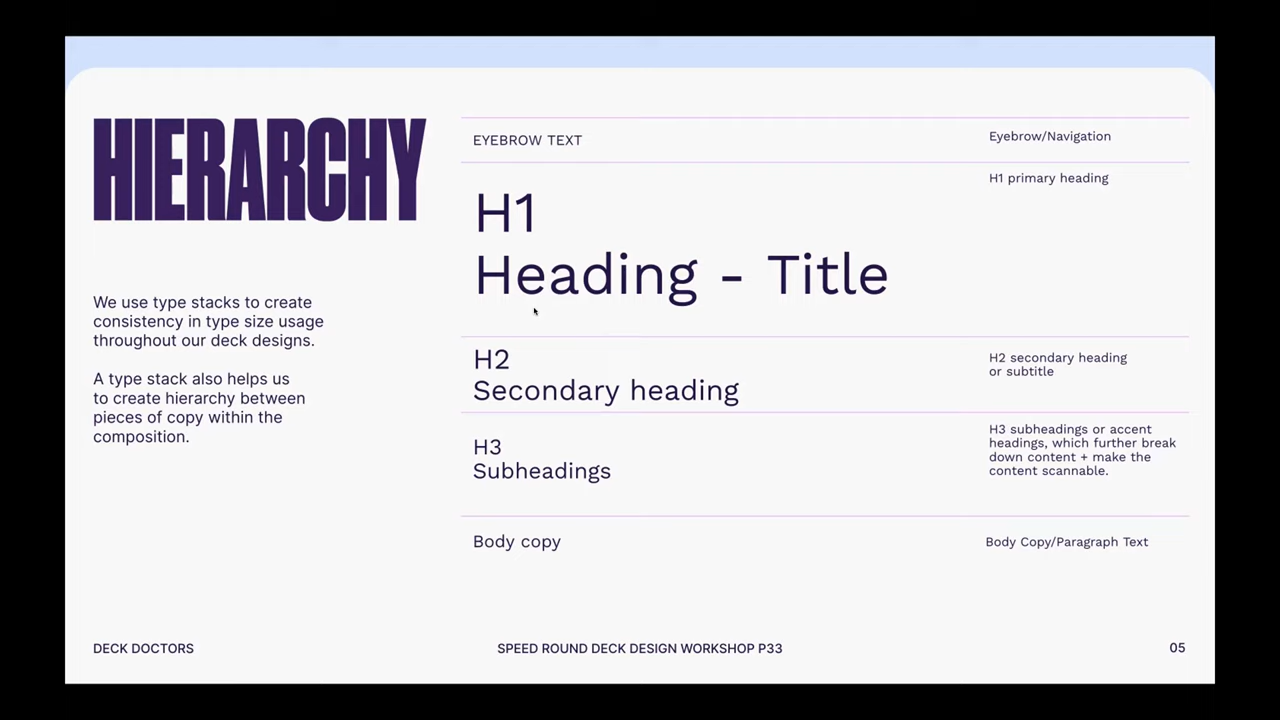 HIERARCHY
We use type stacks to create
consistency in type size usage
throughout our deck designs.
A type stack also helps us
to create hierarchy between
pieces of copy within the
composition.
EYEBROW TEXT
Eyebrow/Navigation
H1
Heading - Title
H1 primary heading
H2
Secondary heading
H2 secondary heading
or subtitle
H3
Subheadings
H3 subheadings or accent
headings, which further break
down content + make the
content scannable.
Body copy
Body Copy/Paragraph Text
DECK DOCTORS
SPEED ROUND DECK DESIGN WORKSHOP P33
05